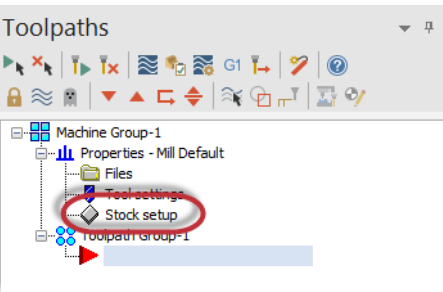 Toolpaths
G1
Machine Group-1
Properties - Mill Default
Files
Tool settings
Stock setup
Toolpath Group-1